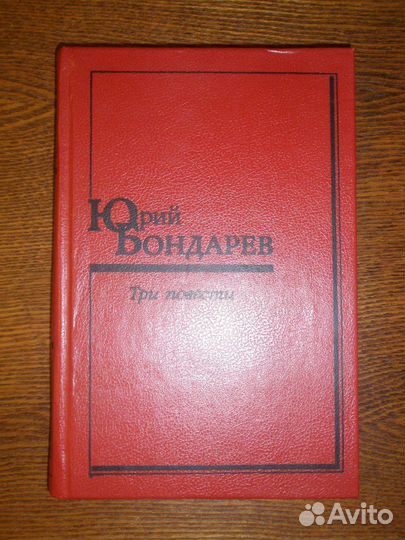 Юрий
Бондарев
Три повести
Avito